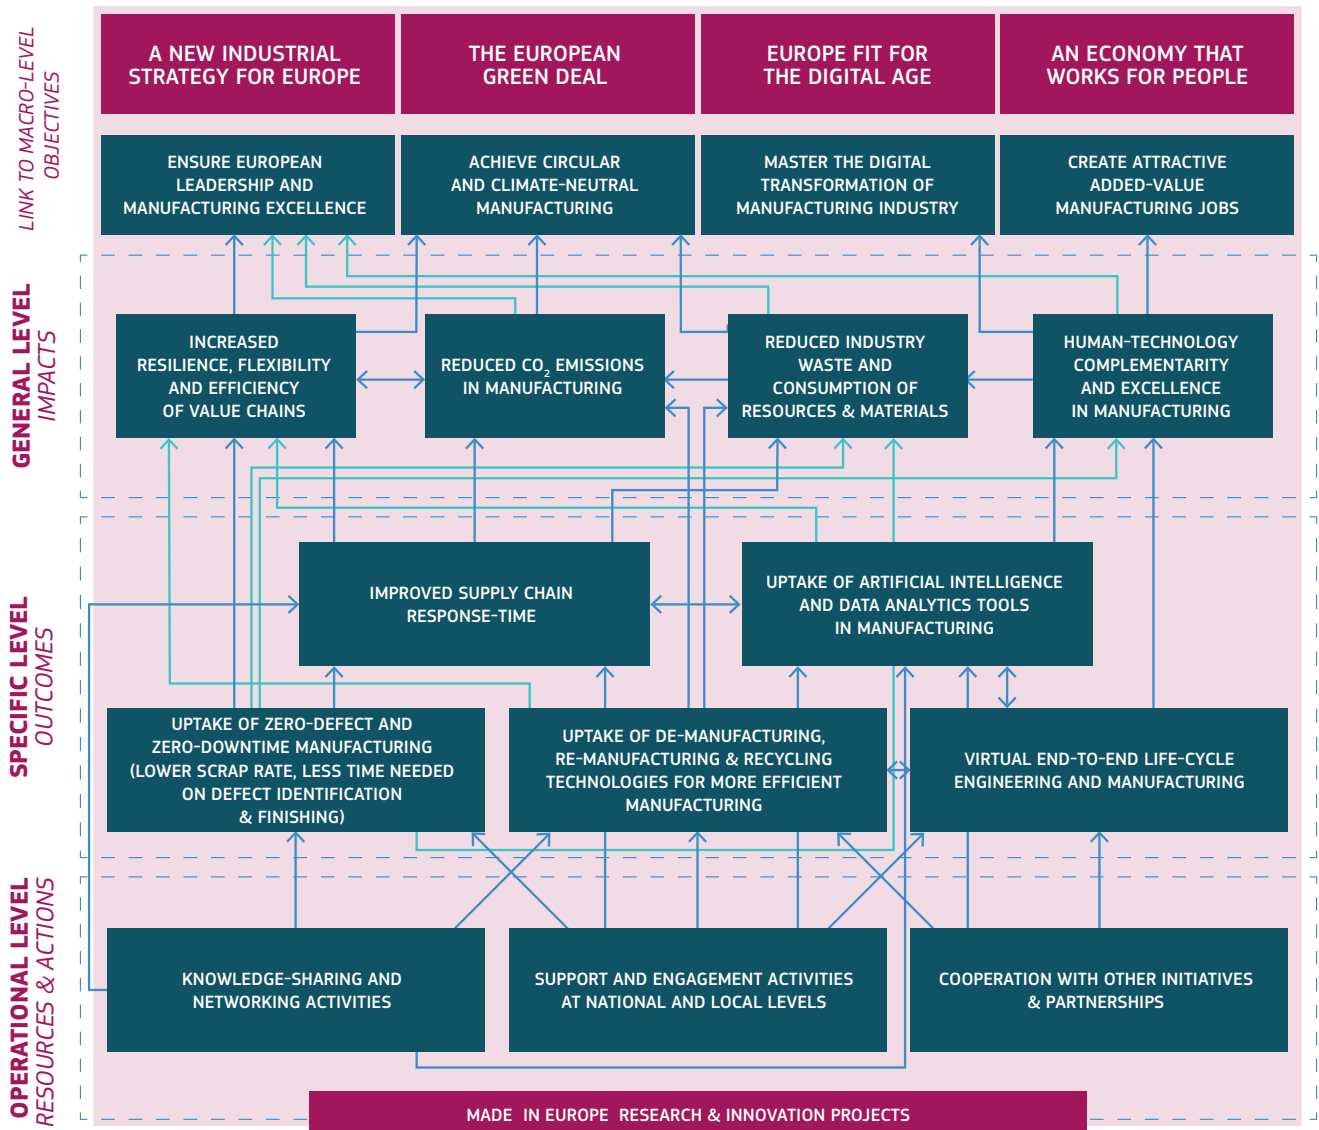 LINK TO MACRO-LEVEL
OBJECTIVES
A NEW INDUSTRIAL
STRATEGY FOR EUROPE
THE EUROPEAN
GREEN DEAL
EUROPE FIT FOR
THE DIGITAL AGE
AN ECONOMY THAT
WORKS FOR PEOPLE
ENSURE EUROPEAN
LEADERSHIP AND
MANUFACTURING EXCELLENCE
ACHIEVE CIRCULAR
AND CLIMATE-NEUTRAL
MANUFACTURING
MASTER THE DIGITAL
TRANSFORMATION OF
MANUFACTURING INDUSTRY
CREATE ATTRACTIVE
ADDED-VALUE
MANUFACTURING JOBS
GENERAL LEVEL
IMPACTS
INCREASED
RESILIENCE, FLEXIBILITY
AND EFFICIENCY
OF VALUE CHAINS
REDUCED CO₂ EMISSIONS
IN MANUFACTURING
REDUCED INDUSTRY
WASTE AND
CONSUMPTION OF
RESOURCES & MATERIALS
HUMAN-TECHNOLOGY
COMPLEMENTARITY
AND EXCELLENCE
IN MANUFACTURING
SPECIFIC LEVEL
OUTCOMES
IMPROVED SUPPLY CHAIN
RESPONSE-TIME
UPTAKE OF ARTIFICIAL INTELLIGENCE
AND DATA ANALYTICS TOOLS
IN MANUFACTURING
UPTAKE OF ZERO-DEFECT AND
ZERO-DOWNTIME MANUFACTURING
(LOWER SCRAP RATE, LESS TIME NEEDED
ON DEFECT IDENTIFICATION
& FINISHING)
UPTAKE OF DE-MANUFACTURING,
RE-MANUFACTURING & RECYCLING
TECHNOLOGIES FOR MORE EFFICIENT
MANUFACTURING
VIRTUAL END-TO-END LIFE-CYCLE
ENGINEERING AND MANUFACTURING
OPERATIONAL LEVEL
RESOURCES & ACTIONS
KNOWLEDGE-SHARING AND
NETWORKING ACTIVITIES
SUPPORT AND ENGAGEMENT ACTIVITIES
AT NATIONAL AND LOCAL LEVELS
COOPERATION WITH OTHER INITIATIVES
& PARTNERSHIPS
MADE IN EUROPE RESEARCH & INNOVATION PROJECTS